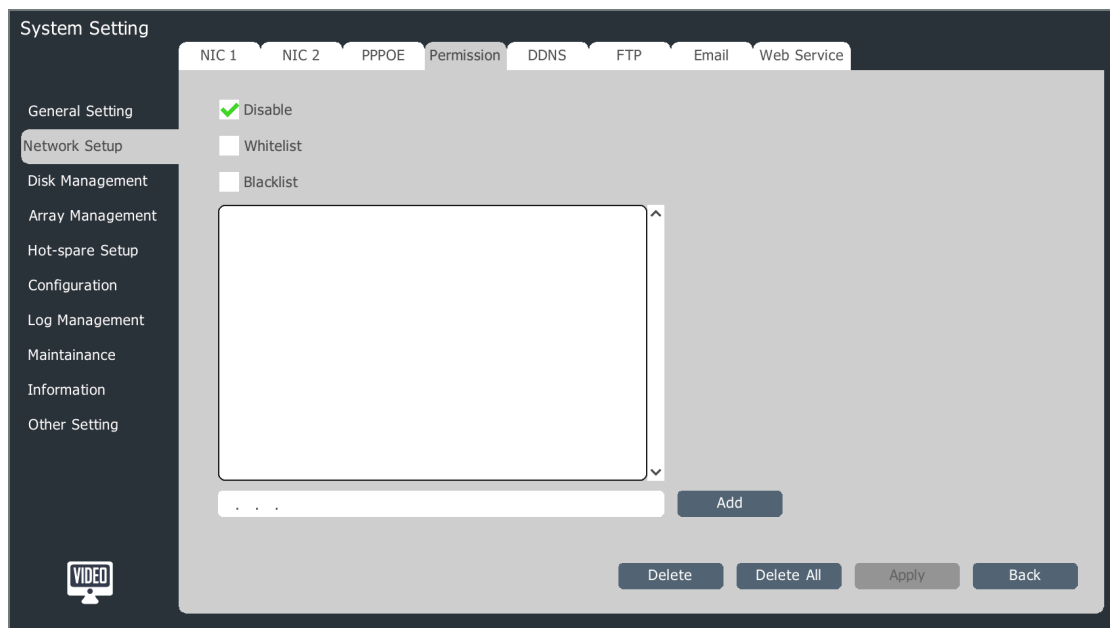 System Setting
NIC 1 NIC 2 PPPOE Permission DDNS FTP Email Web Service
General Setting
Network Setup
Disk Management
Array Management
Hot-spare Setup
Configuration
Log Management
Maintainance
Information
Other Setting
Disable
Whitelist
Blacklist
. . .
Add
VIDEO
Delete Delete All Apply Back